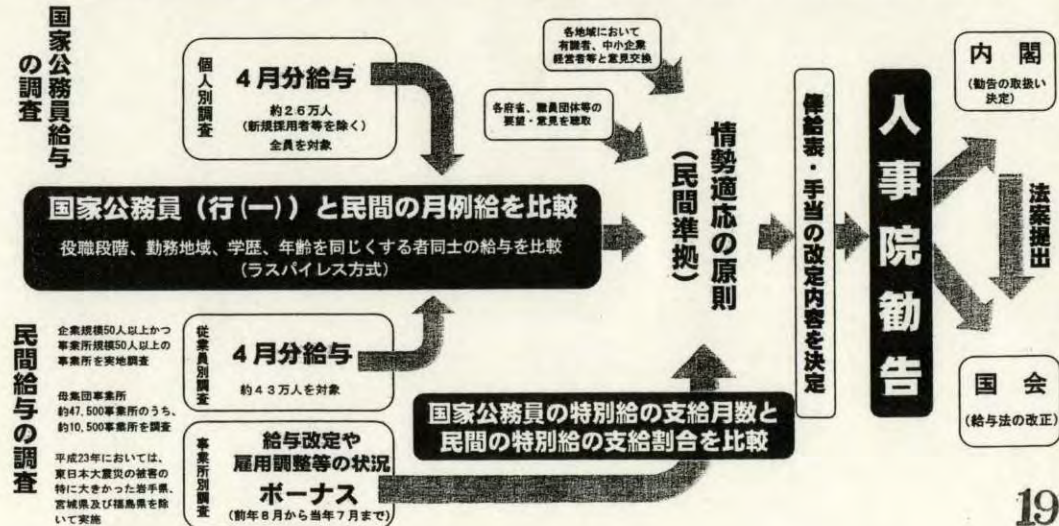 国家公務員給与
の調査
個人別調査
4月分給与
約26万人
(新規採用者等を除く)
全員を対象
各地域において
有識者、中小企業
経営者等と意見交換
各府省、職員団体等の
要望・意見を聴取
国家公務員(行(一))と民間の月例給を比較
役職段階、勤務地域、学歴、年齢を同じくする者同士の給与を比較
(ラスパイレス方式)
情勢適応の原則
(民間準拠)
俸給表・手当の改定内容を決定
人事院勧告
内閣
(勧告の取扱い
決定)
法案提出
国会
(給与法の改正)
民間給与の調査
企業規模50人以上かつ
事業所規模50人以上の
事業所を実地調査
母集団事業所
約47,500事業所のうち、
約10,500事業所を調査
平成23年においては、
東日本大震災の被害の
特に大きかった岩手県、
宮城県及び福島県を除
いて実施
従業員別調査
4月分給与
約43万人を対象
事業所別調査
給与改定や
雇用調整等の状況
ボーナス
(前年8月から当年7月まで)
国家公務員の特別給の支給月数と
民間の特別給の支給割合を比較
19